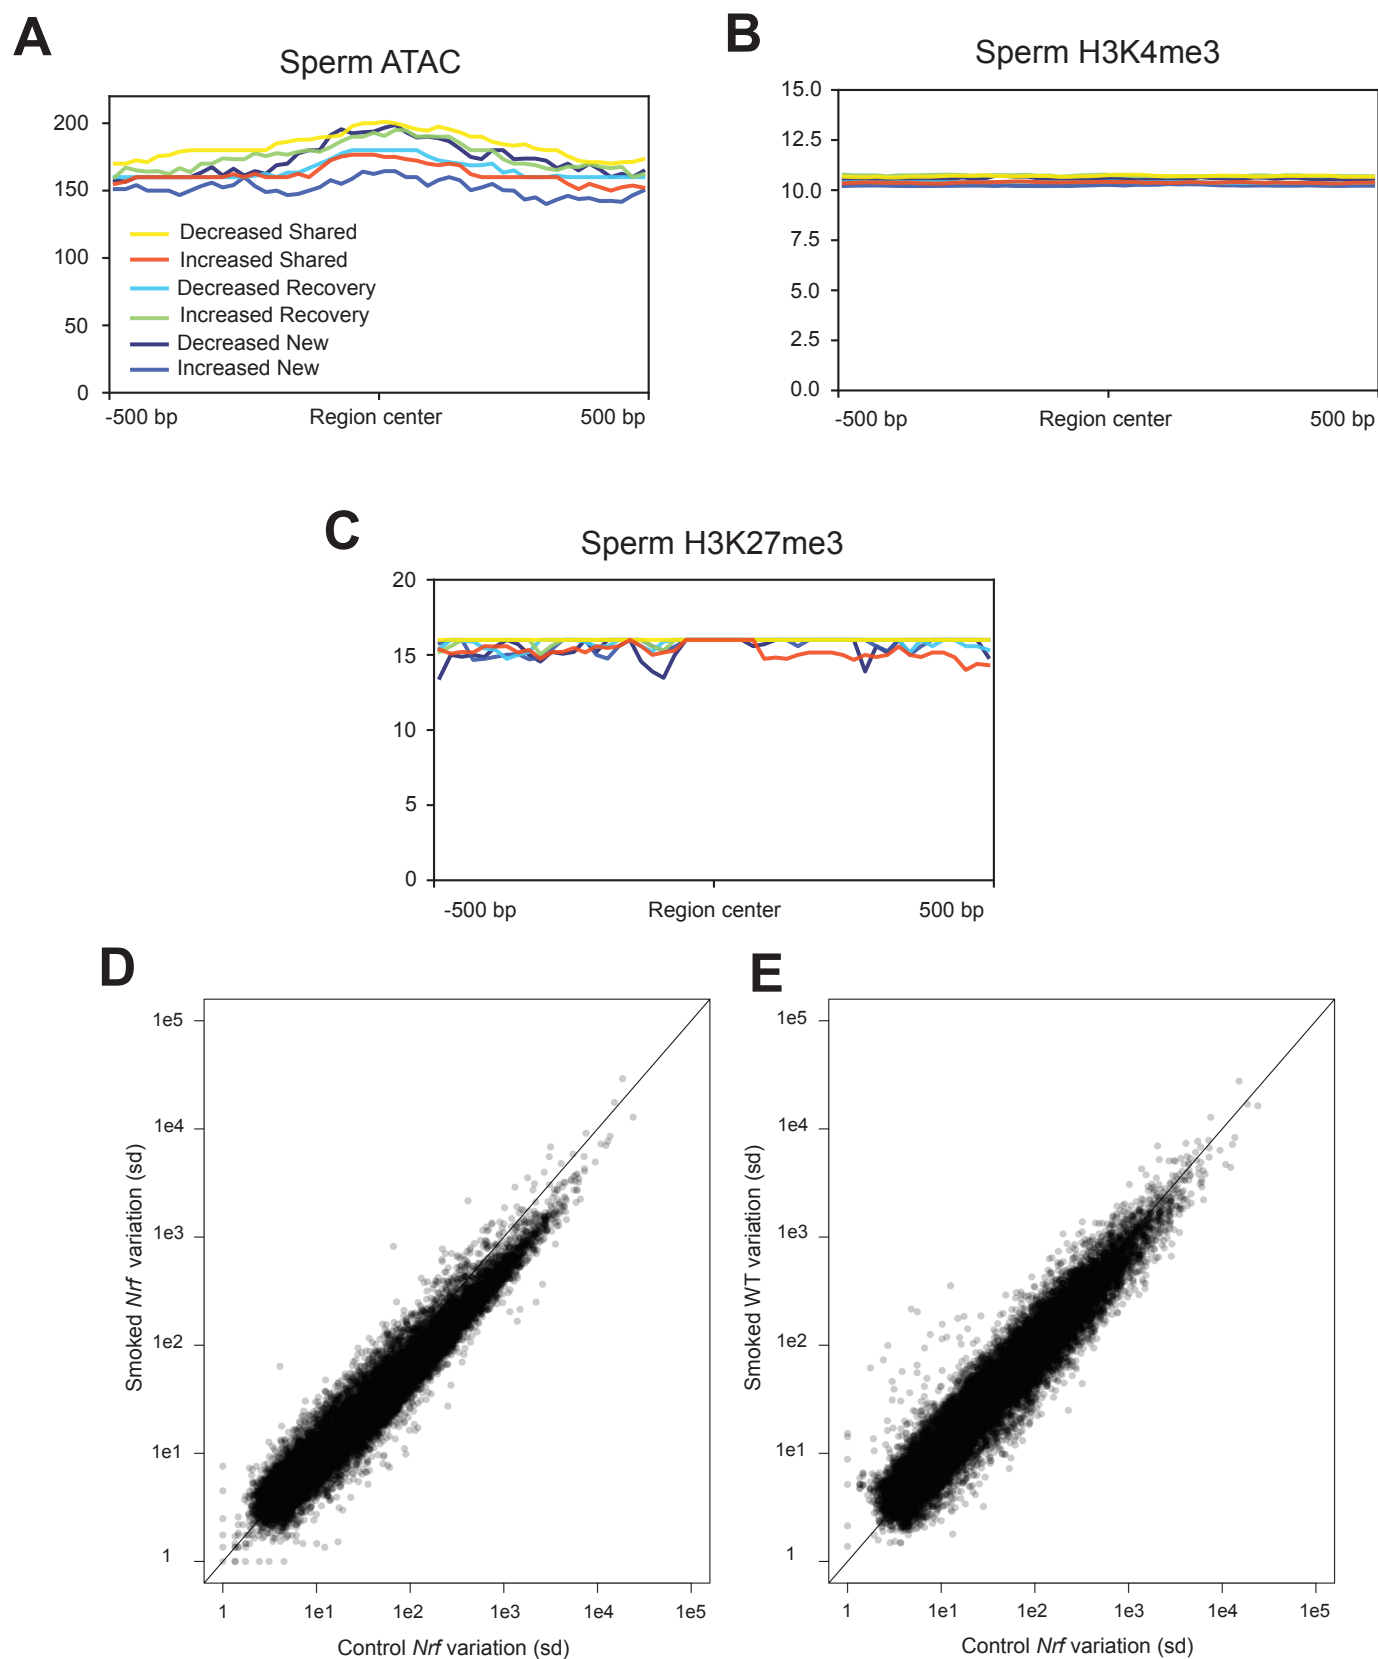 A
Sperm ATAC
200
150
100
50
0
Decreased Shared
Increased Shared
Decreased Recovery
Increased Recovery
Decreased New
Increased New
-500 bp
Region center
500 bp
B
Sperm H3K4me3
15.0
12.5
10.0
7.5
5.0
2.5
0.0
-500 bp
Region center
500 bp
C
Sperm H3K27me3
20
15
10
5
0
-500 bp
Region center
500 bp
D
Smoked Nrf variation (sd)
1e5
1e4
1e3
1e2
1e1
1
1
1e1
1e2
1e3
1e4
1e5
Control Nrf variation (sd)
E
Smoked WT variation (sd)
1e5
1e4
1e3
1e2
1e1
1
1
1e1
1e2
1e3
1e4
1e5
Control Nrf variation (sd)